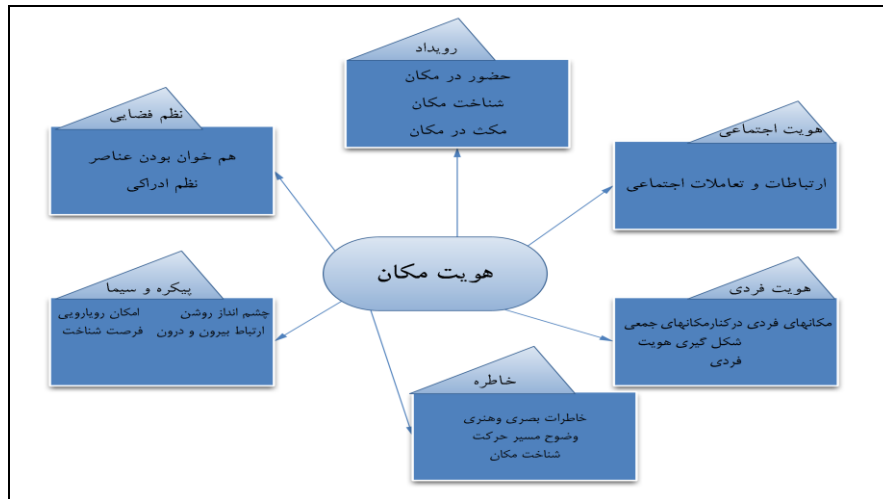 رویداد
حضور در مکان
شناخت مکان
مکث در مکان
هویت اجتماعی
ارتباطات و تعاملات اجتماعی
نظم فضایی
هم خوان بودن عناصر
نظم ادراکی
هویت مکان
هویت فردی
مکانهای فردی درکنارمکانهای جمعی
شکل گیری هویت
فردی
پیکره و سیما
چشم انداز روشن امکان رویارویی
ارتباط بیرون و درون فرصت شناخت
خاطره
خاطرات بصری وهنری
وضوح مسیر حرکت
شناخت مکان